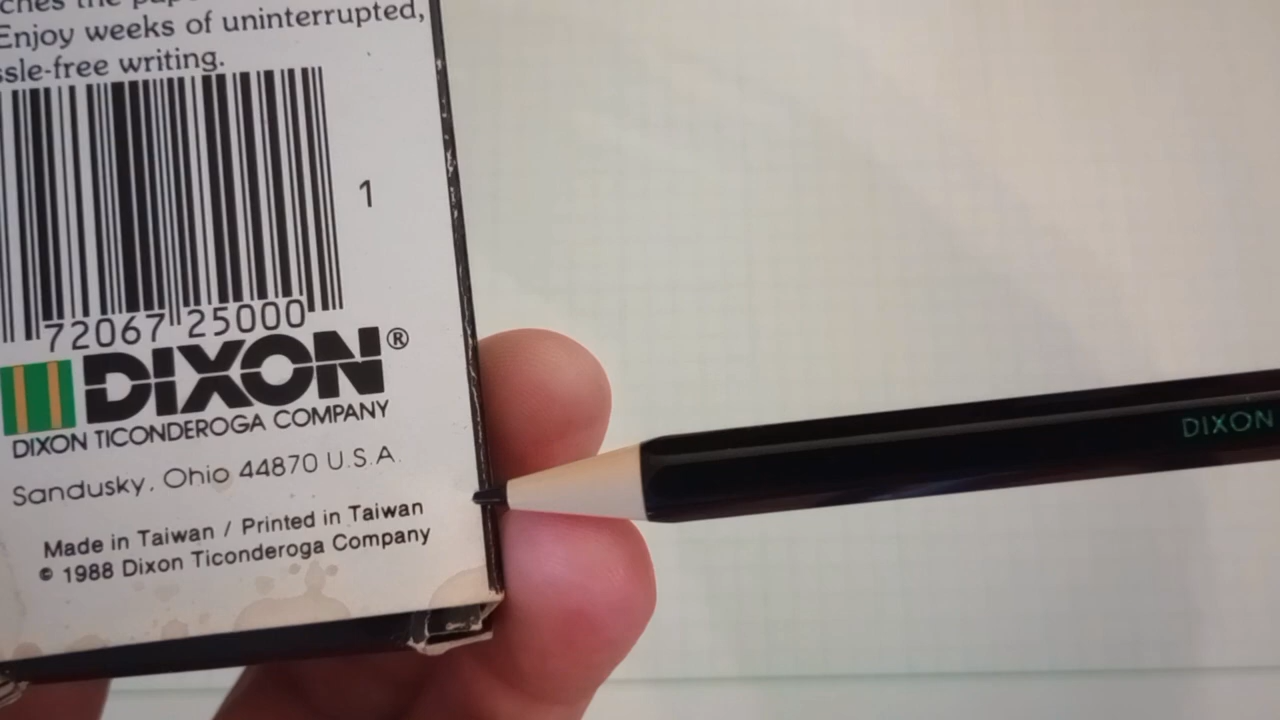 the
Enjoy weeks of uninterrupted,
-free writing.
1
72067 25000
DIXON®
DIXON TICONDEROGA COMPANY
Sandusky, Ohio 44870 U.S.A.
Made in Taiwan / Printed in Taiwan
© 1988 Dixon Ticonderoga Company
DIXON